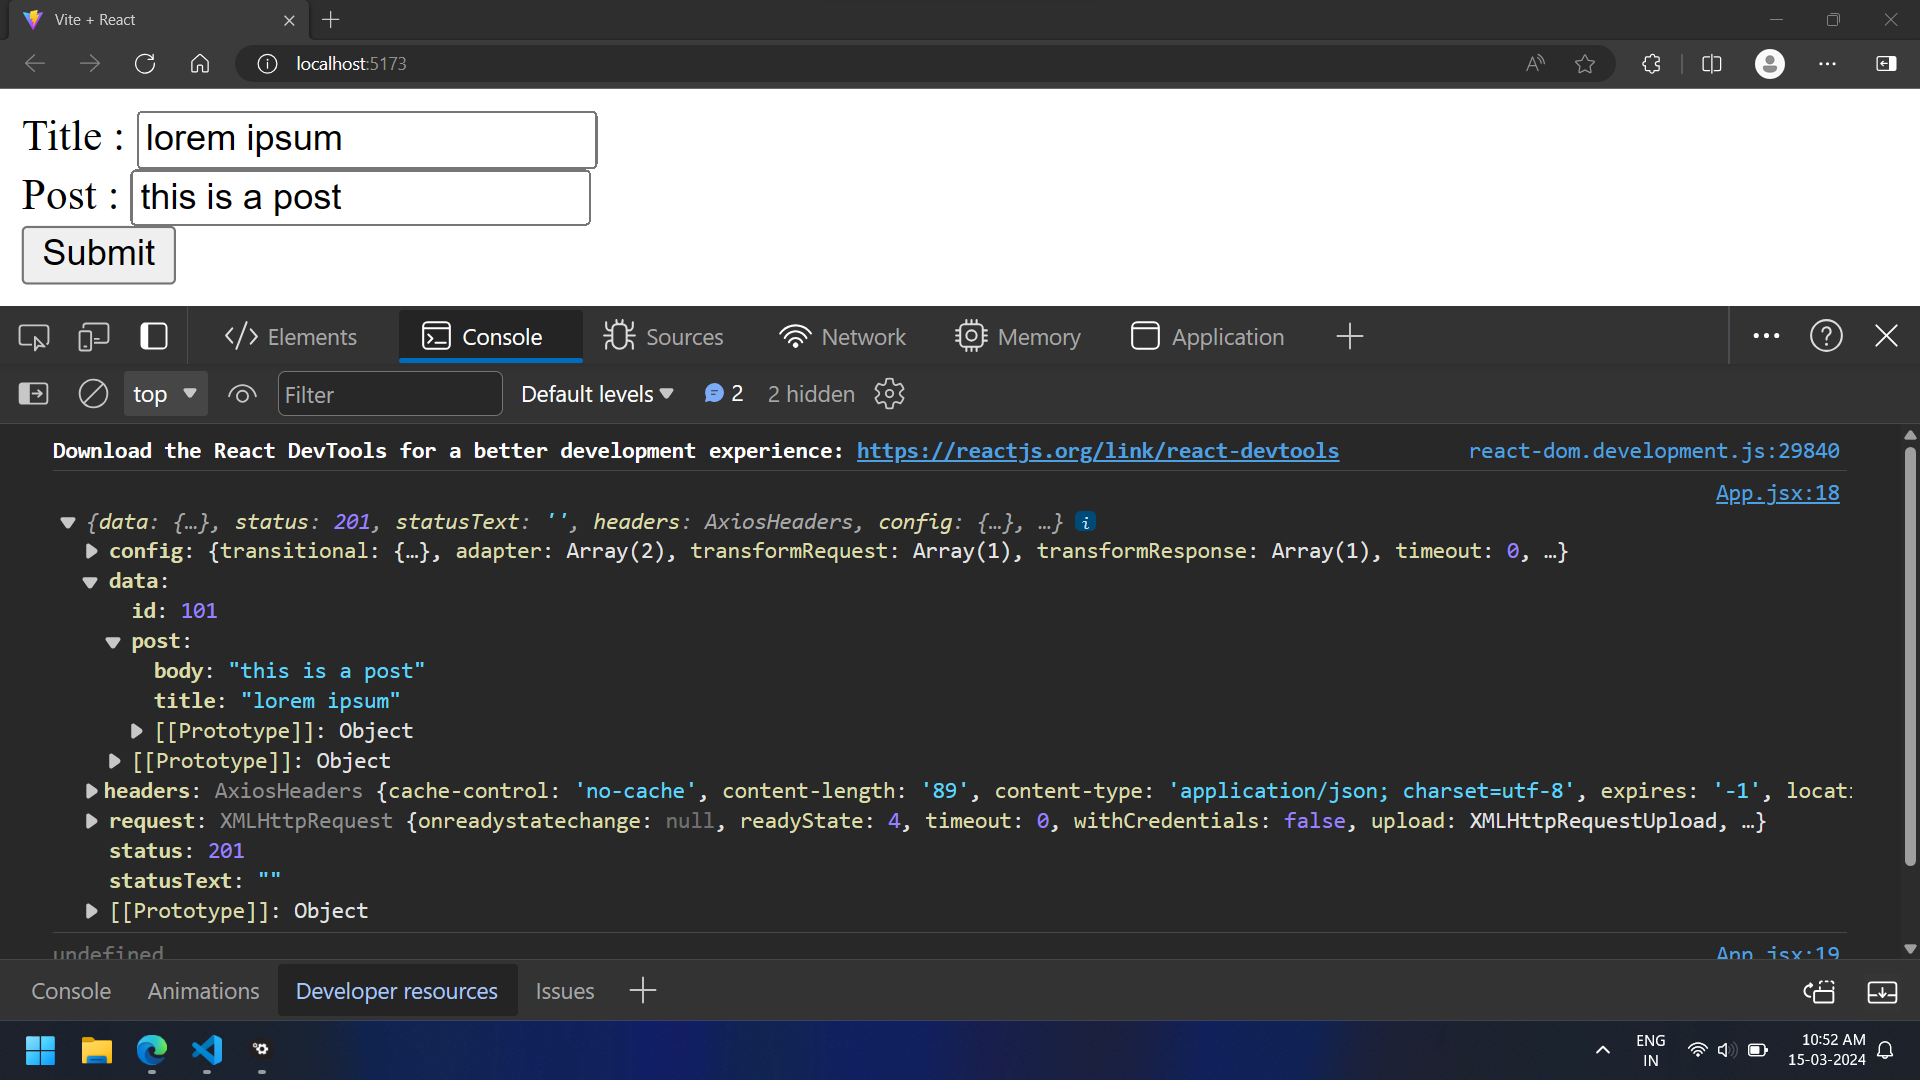 Vite + React
localhost:5173
Title : lorem ipsum
Post : this is a post
Submit
Elements Console Sources Network Memory Application
top Filter Default levels 2 2 hidden
Download the React DevTools for a better development experience: https://reactjs.org/link/react-devtools react-dom.development.js:29840
App.jsx:18
{data: {…}, status: 201, statusText: '', headers: AxiosHeaders, config: {…}, …} i
config: {transitional: {…}, adapter: Array(2), transformRequest: Array(1), transformResponse: Array(1), timeout: 0, …}
data:
id: 101
post:
body: "this is a post"
title: "lorem ipsum"
[[Prototype]]: Object
[[Prototype]]: Object
headers: AxiosHeaders {cache-control: 'no-cache', content-length: '89', content-type: 'application/json; charset=utf-8', expires: '-1', locati
request: XMLHttpRequest {onreadystatechange: null, readyState: 4, timeout: 0, withCredentials: false, upload: XMLHttpRequestUpload, …}
status: 201
statusText: ""
[[Prototype]]: Object
undefined App.jsx:19
Console Animations Developer resources Issues
ENG 10:52 AM
IN 15-03-2024